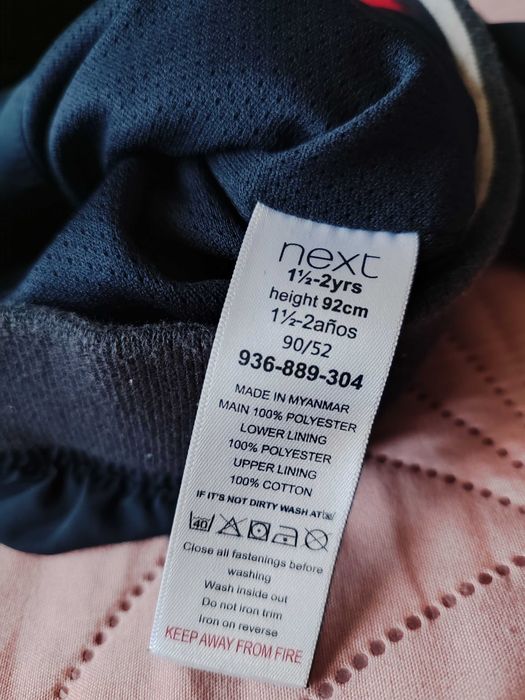 next
1½-2yrs
height 92cm
1½-2años
90/52
936-889-304
MADE IN MYANMAR
MAIN 100% POLYESTER
LOWER LINING
100% POLYESTER
UPPER LINING
100% COTTON
IF IT'S NOT DIRTY WASH AT 30
40
Close all fastenings before
washing
Wash inside out
Do not iron trim
Iron on reverse
KEEP AWAY FROM FIRE